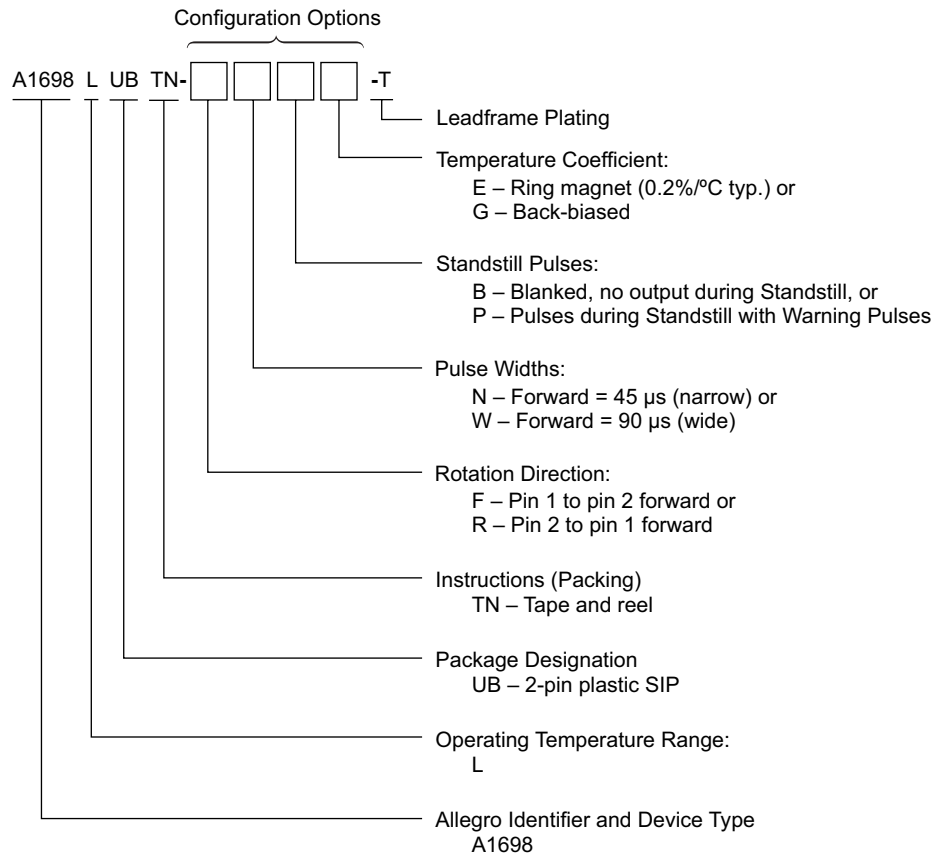 Configuration Options
A1698 L UB TN- -T
Leadframe Plating
Temperature Coefficient:
E – Ring magnet (0.2%/ºC typ.) or
G – Back-biased
Standstill Pulses:
B – Blanked, no output during Standstill, or
P – Pulses during Standstill with Warning Pulses
Pulse Widths:
N – Forward = 45 µs (narrow) or
W – Forward = 90 µs (wide)
Rotation Direction:
F – Pin 1 to pin 2 forward or
R – Pin 2 to pin 1 forward
Instructions (Packing)
TN – Tape and reel
Package Designation
UB – 2-pin plastic SIP
Operating Temperature Range:
L
Allegro Identifier and Device Type
A1698